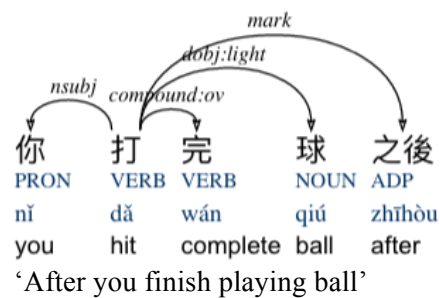 mark
dobj:light
nsubj compound:ov
你 打 完 球 之後
PRON VERB VERB NOUN ADP
nǐ dǎ wán qiú zhīhòu
you hit complete ball after
‘After you finish playing ball’